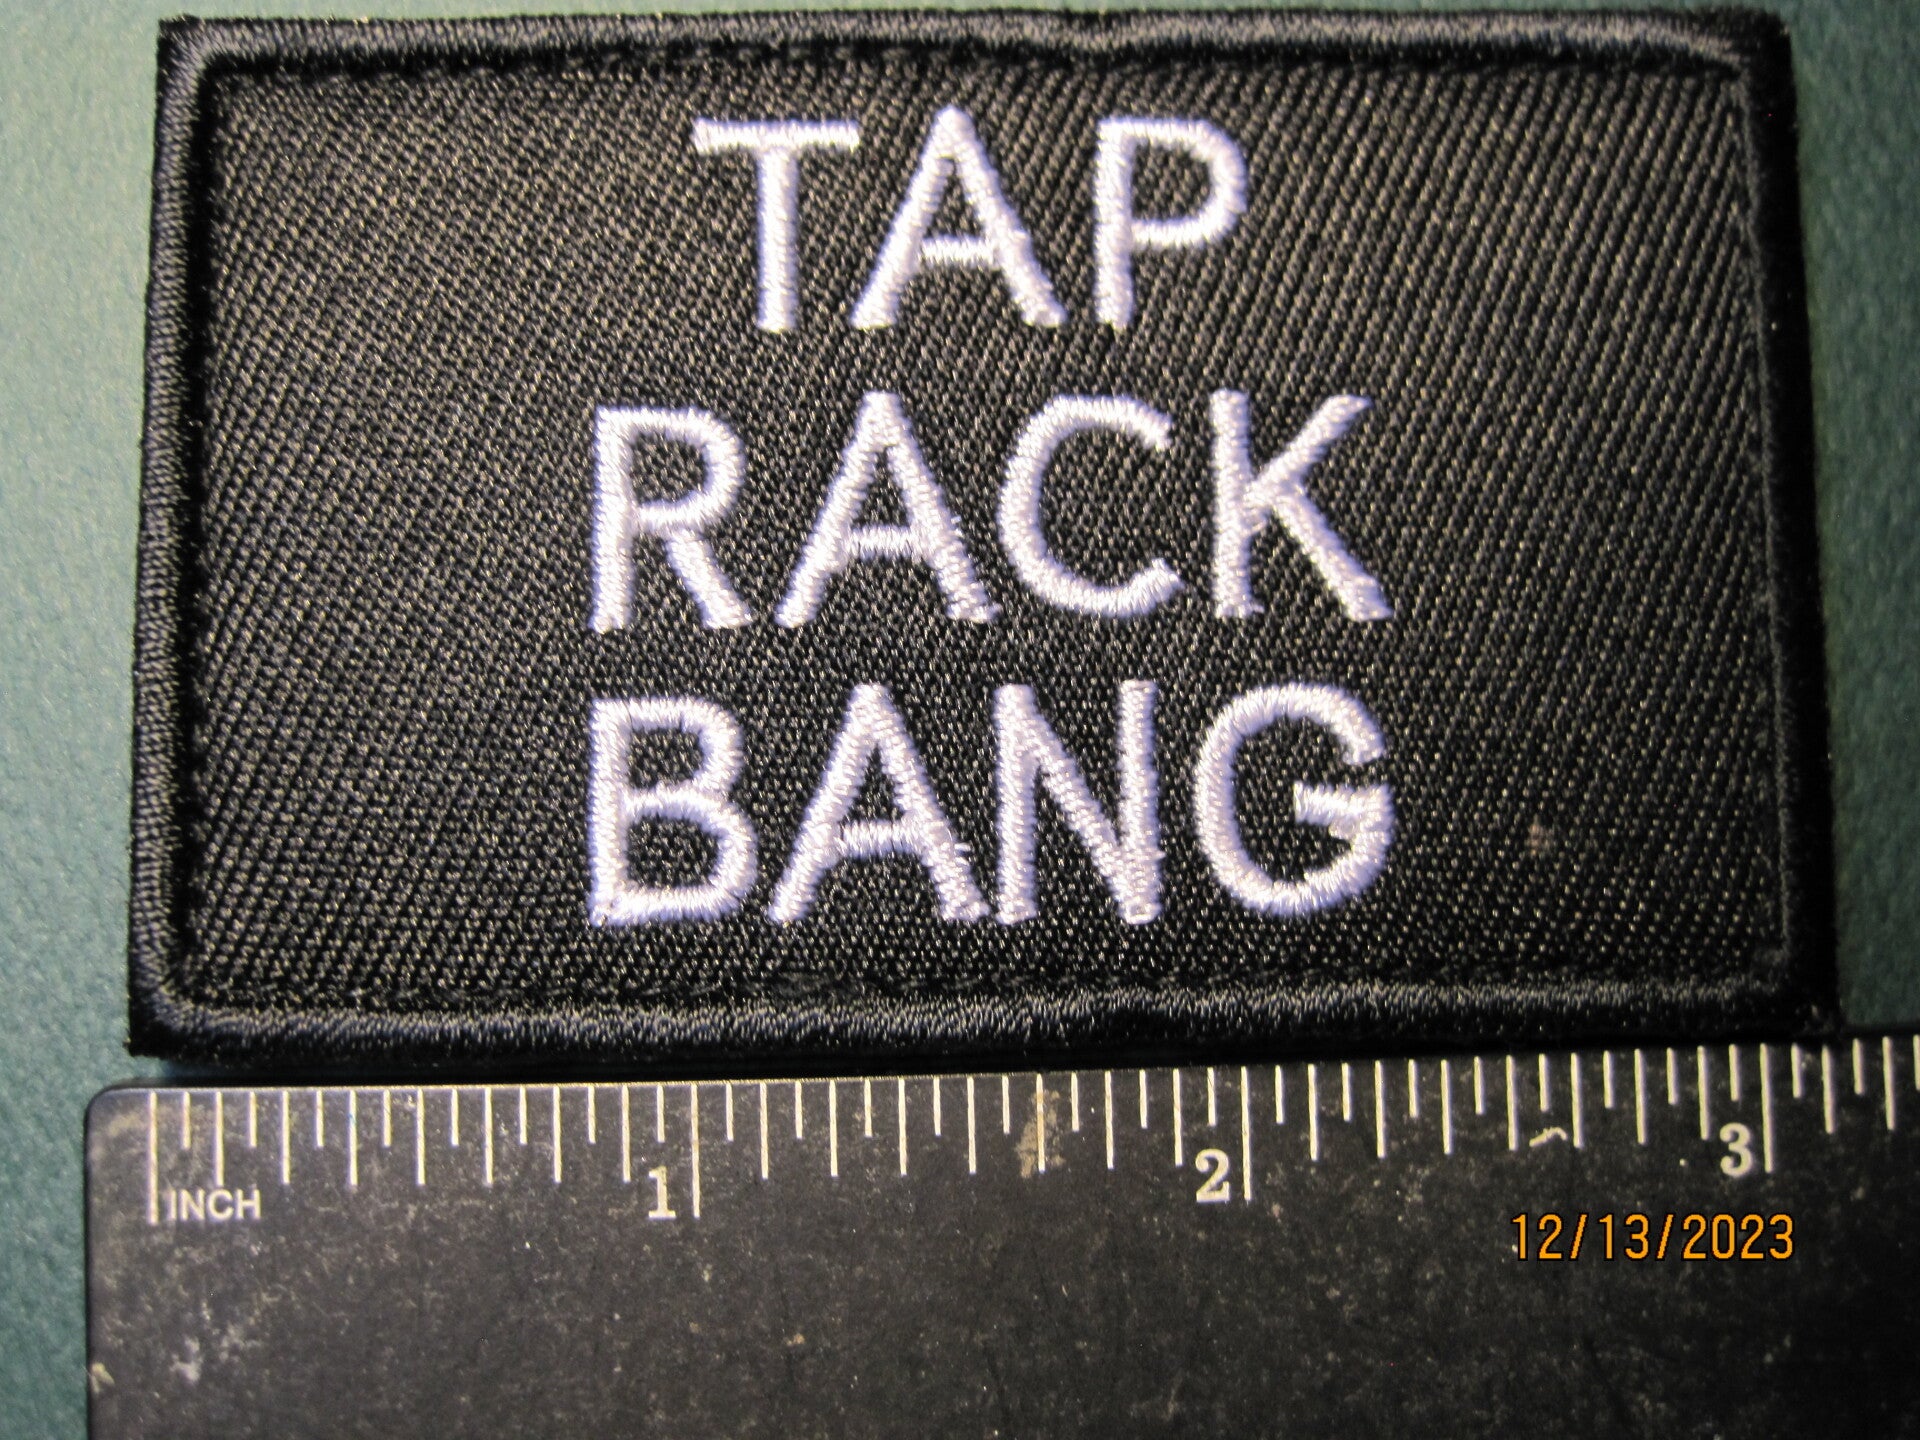 TAP
RACK
BANG
1 2 3
INCH
12/13/2023